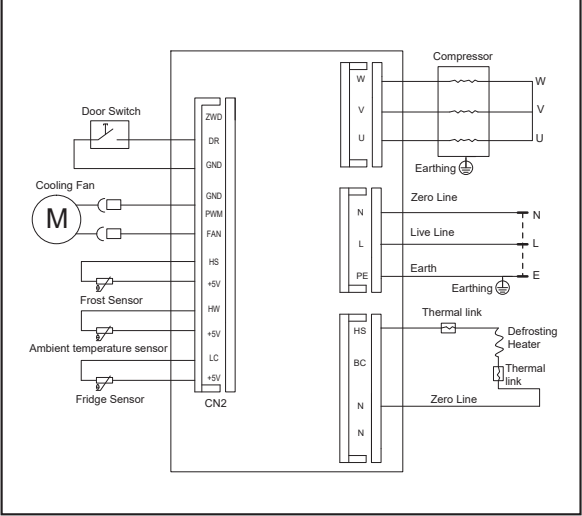 Compressor
W
W
V
V
U
U
Earthing
Door Switch
ZWD
DR
GND
Cooling Fan
M
GND
PWM
FAN
HS
+5V
Frost Sensor
HW
+5V
Ambient temperature sensor
LC
+5V
Fridge Sensor
CN2
Zero Line
N
N
Live Line
L
L
Earth
PE
E
Earthing
Thermal link
HS
Defrosting
Heater
BC
Thermal
link
Zero Line
N
N